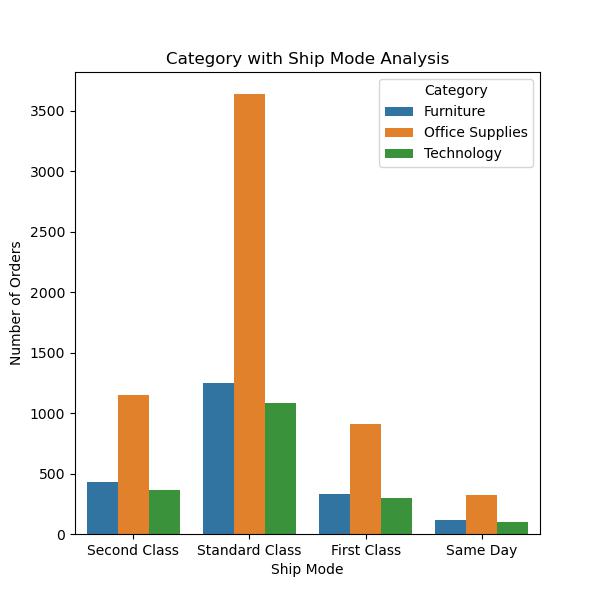 Category with Ship Mode Analysis
Category
Furniture
Office Supplies
Technology
Number of Orders
3500
3000
2500
2000
1500
1000
500
0
Second Class Standard Class First Class Same Day
Ship Mode